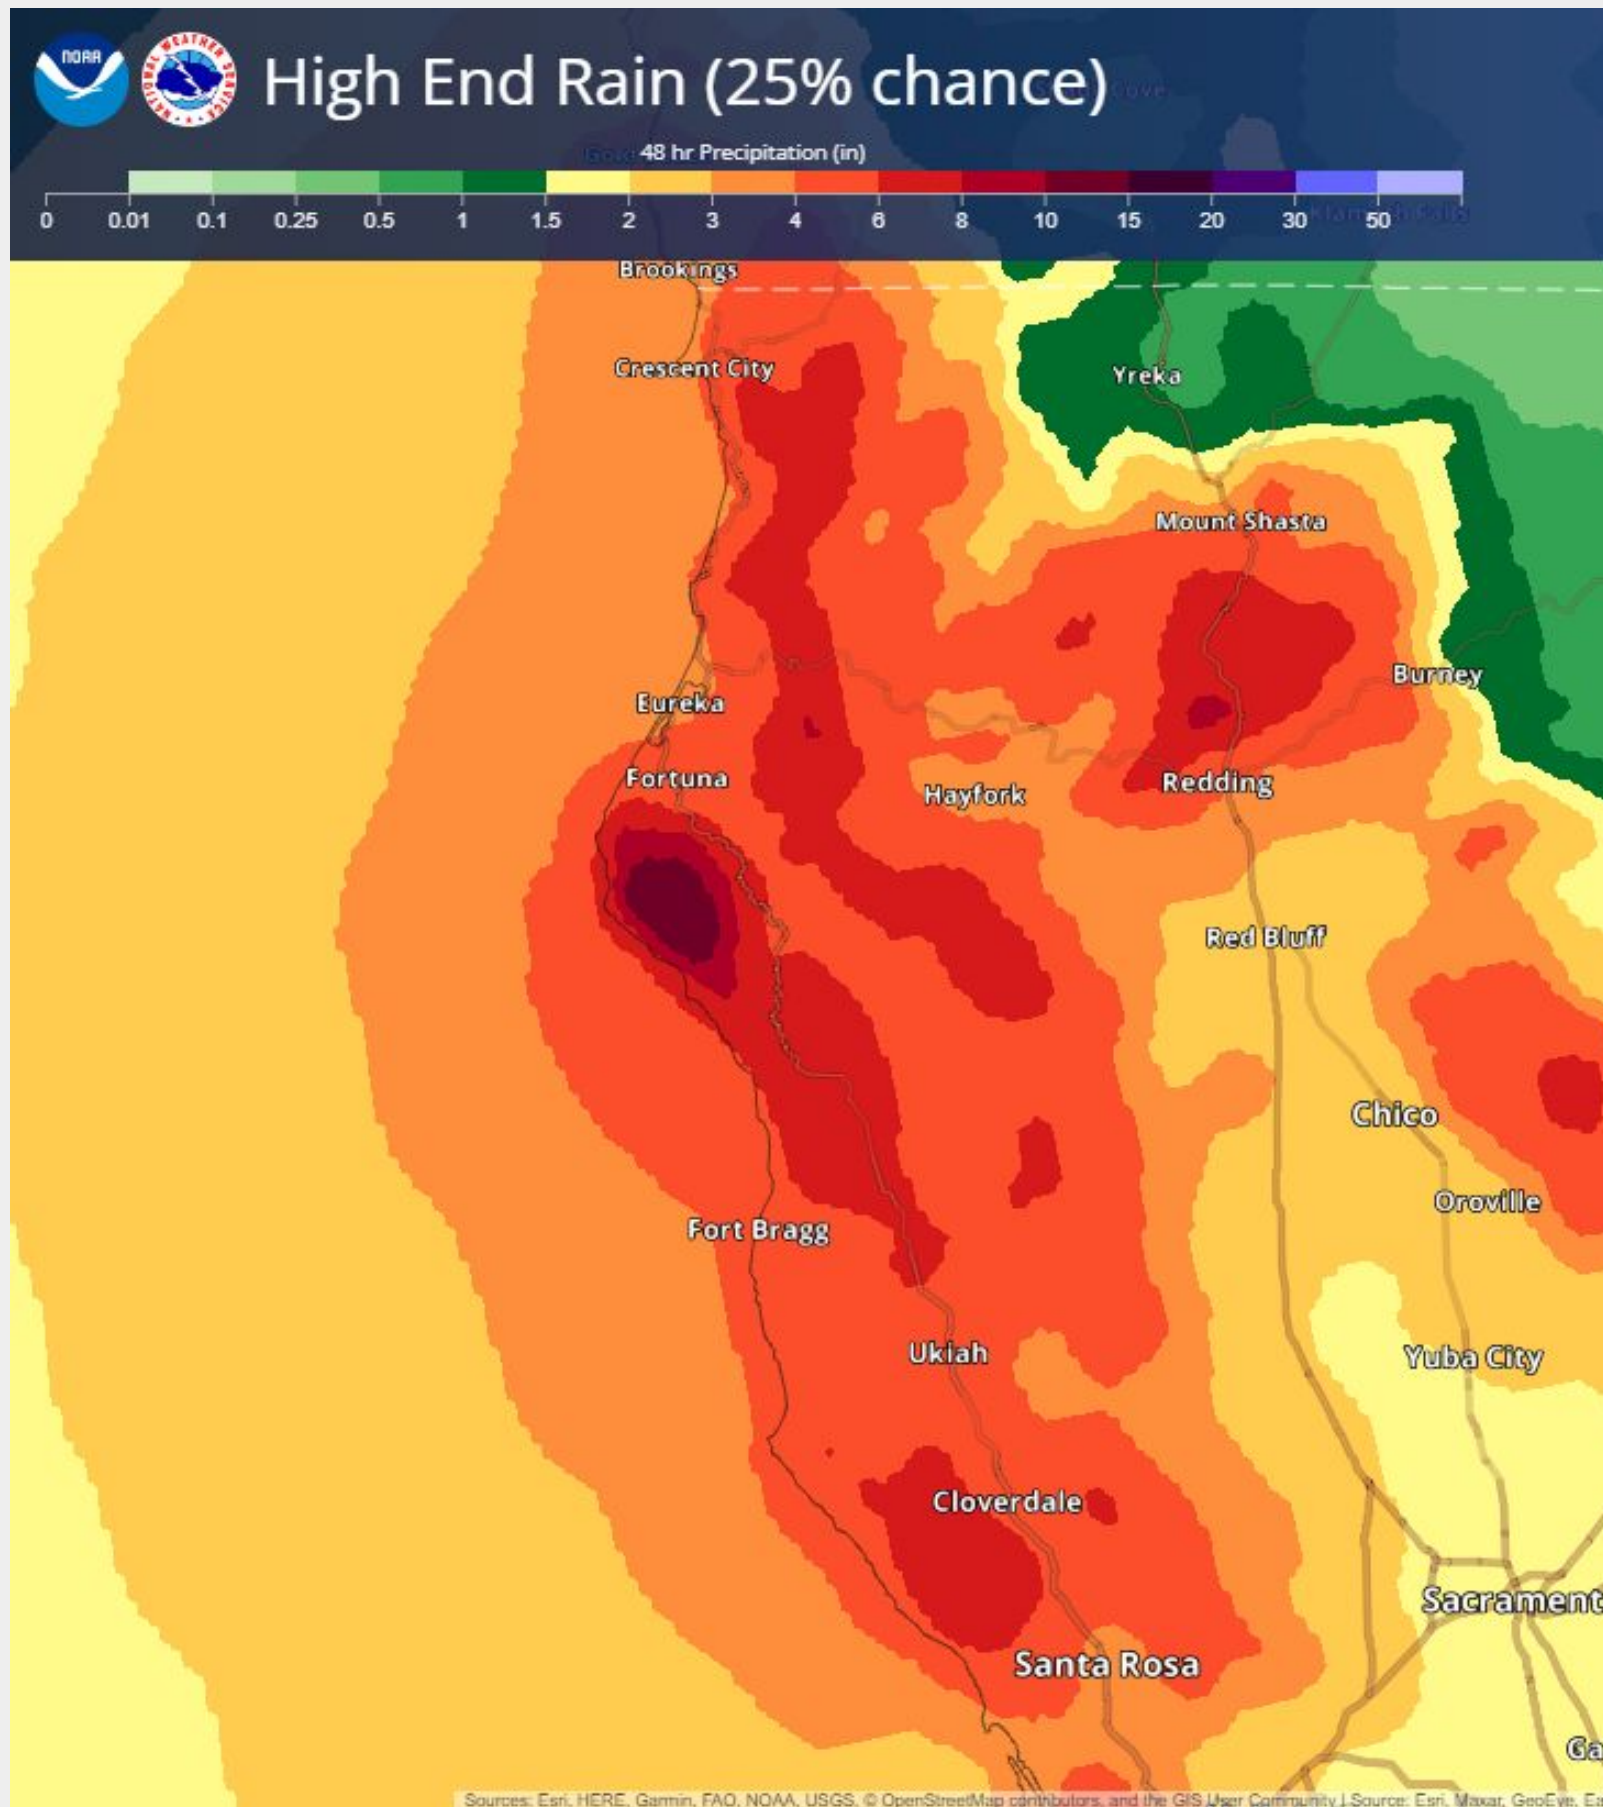 NOAA
NATIONAL WEATHER SERVICE
High End Rain (25% chance)
48 hr Precipitation (in)
0 0.01 0.1 0.25 0.5 1 1.5 2 3 4 6 8 10 15 20 30 50
Brookings
Crescent City
Yreka
Mount Shasta
Burney
Eureka
Fortuna
Hayfork
Redding
Red Bluff
Chico
Oroville
Fort Bragg
Ukiah
Yuba City
Cloverdale
Sacrament
Santa Rosa
Ga
Sources: Esri, HERE, Garmin, FAO, NOAA, USGS, © OpenStreetMap contributors, and the GIS User Community | Source: Esri, Maxar, GeoEye, Ea